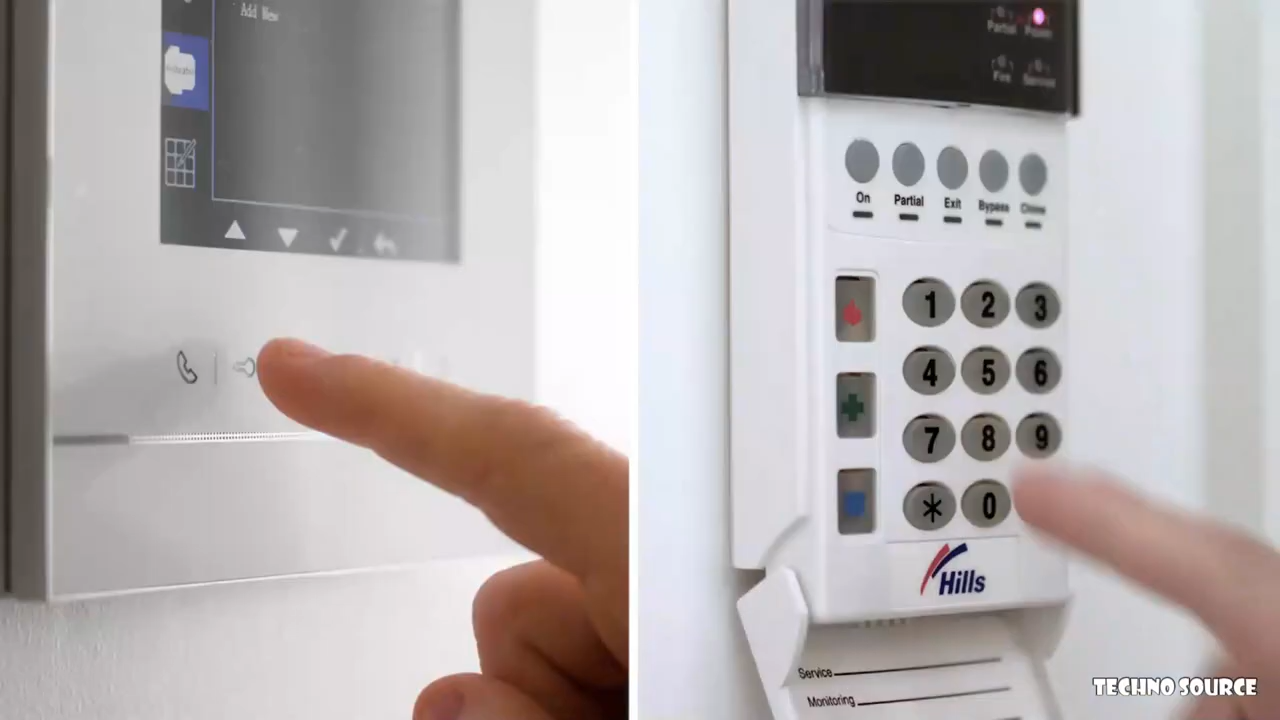 Add New
Partial Power
Fire Service
On Partial Exit Bypass Chime
1 2 3
4 5 6
7 8 9
* 0
Hills
Service
Monitoring
TECHNO SOURCE